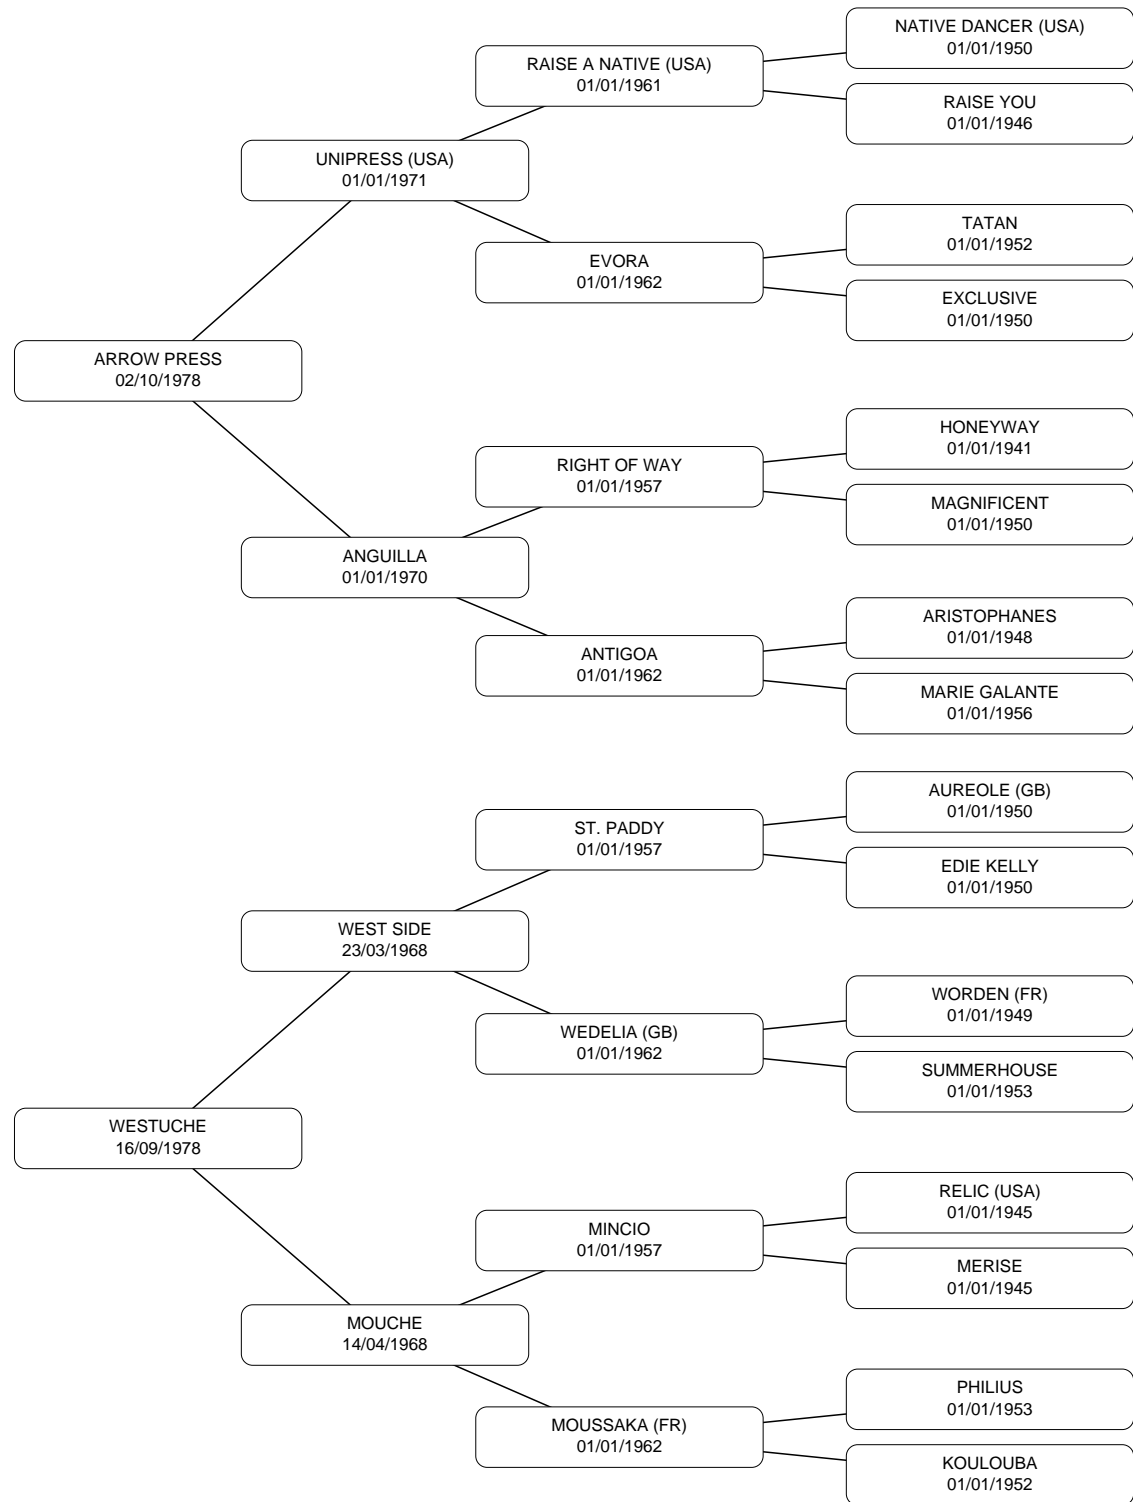 NATIVE DANCER (USA)
01/01/1950
RAISE A NATIVE (USA)
01/01/1961
RAISE YOU
01/01/1946
UNIPRESS (USA)
01/01/1971
TATAN
01/01/1952
EVORA
01/01/1962
EXCLUSIVE
01/01/1950
ARROW PRESS
02/10/1978
HONEYWAY
01/01/1941
RIGHT OF WAY
01/01/1957
MAGNIFICENT
01/01/1950
ANGUILLA
01/01/1970
ARISTOPHANES
01/01/1948
ANTIGOA
01/01/1962
MARIE GALANTE
01/01/1956
AUREOLE (GB)
01/01/1950
ST. PADDY
01/01/1957
EDIE KELLY
01/01/1950
WEST SIDE
23/03/1968
WORDEN (FR)
01/01/1949
WEDELIA (GB)
01/01/1962
SUMMERHOUSE
01/01/1953
WESTUCHE
16/09/1978
RELIC (USA)
01/01/1945
MINCIO
01/01/1957
MERISE
01/01/1945
MOUCHE
14/04/1968
PHILIUS
01/01/1953
MOUSSAKA (FR)
01/01/1962
KOULOUBA
01/01/1952